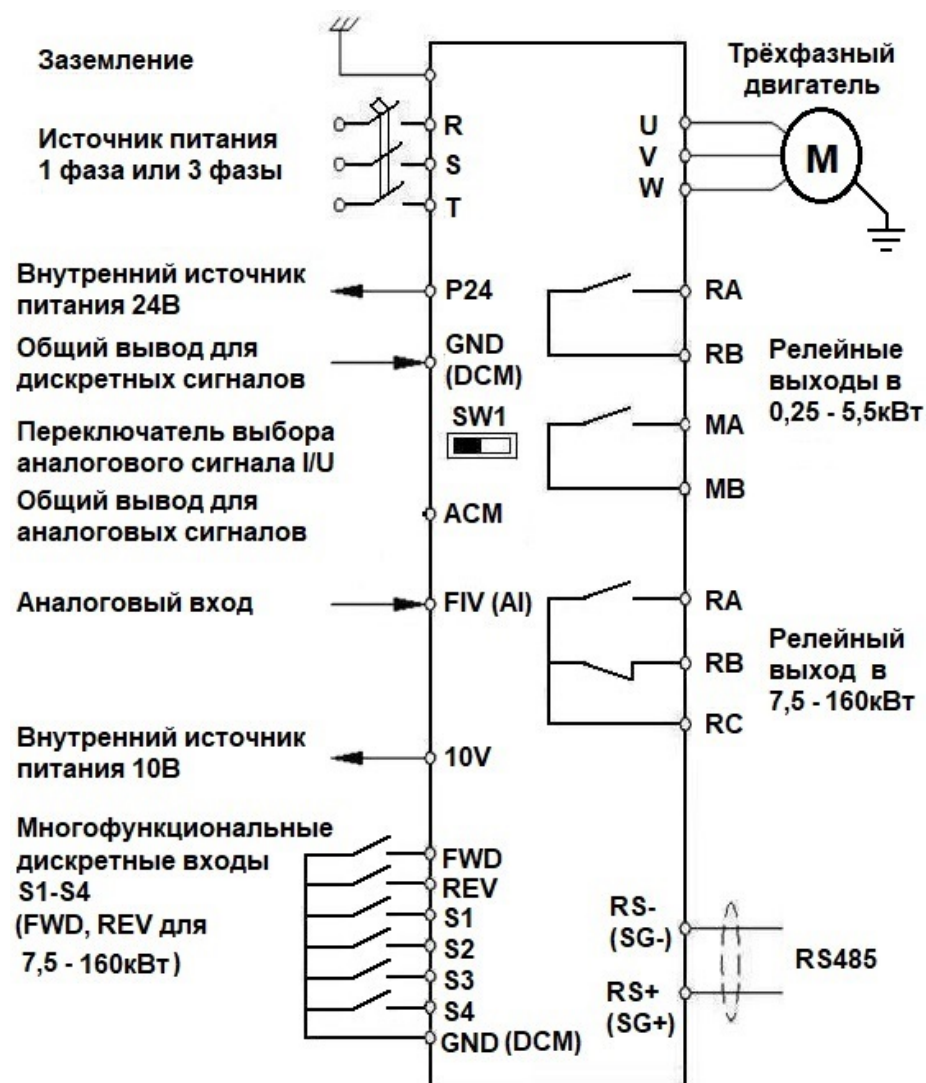 Заземление
Источник питания
1 фаза или 3 фазы
R
S
T
U
V
W
Трёхфазный
двигатель
M
Внутренний источник
питания 24В
P24
Общий вывод для
дискретных сигналов
GND
(DCM)
Переключатель выбора
аналогового сигнала I/U
SW1
Общий вывод для
аналоговых сигналов
ACM
RA
RB
MA
MB
Релейные
выходы в
0,25 - 5,5кВт
Аналоговый вход
FIV (AI)
RA
RB
RC
Релейный
выход в
7,5 - 160кВт
Внутренний источник
питания 10В
10V
Многофункциональные
дискретные входы
S1-S4
(FWD, REV для
7,5 - 160кВт)
FWD
REV
S1
S2
S3
S4
GND (DCM)
RS-
(SG-)
RS+
(SG+)
RS485